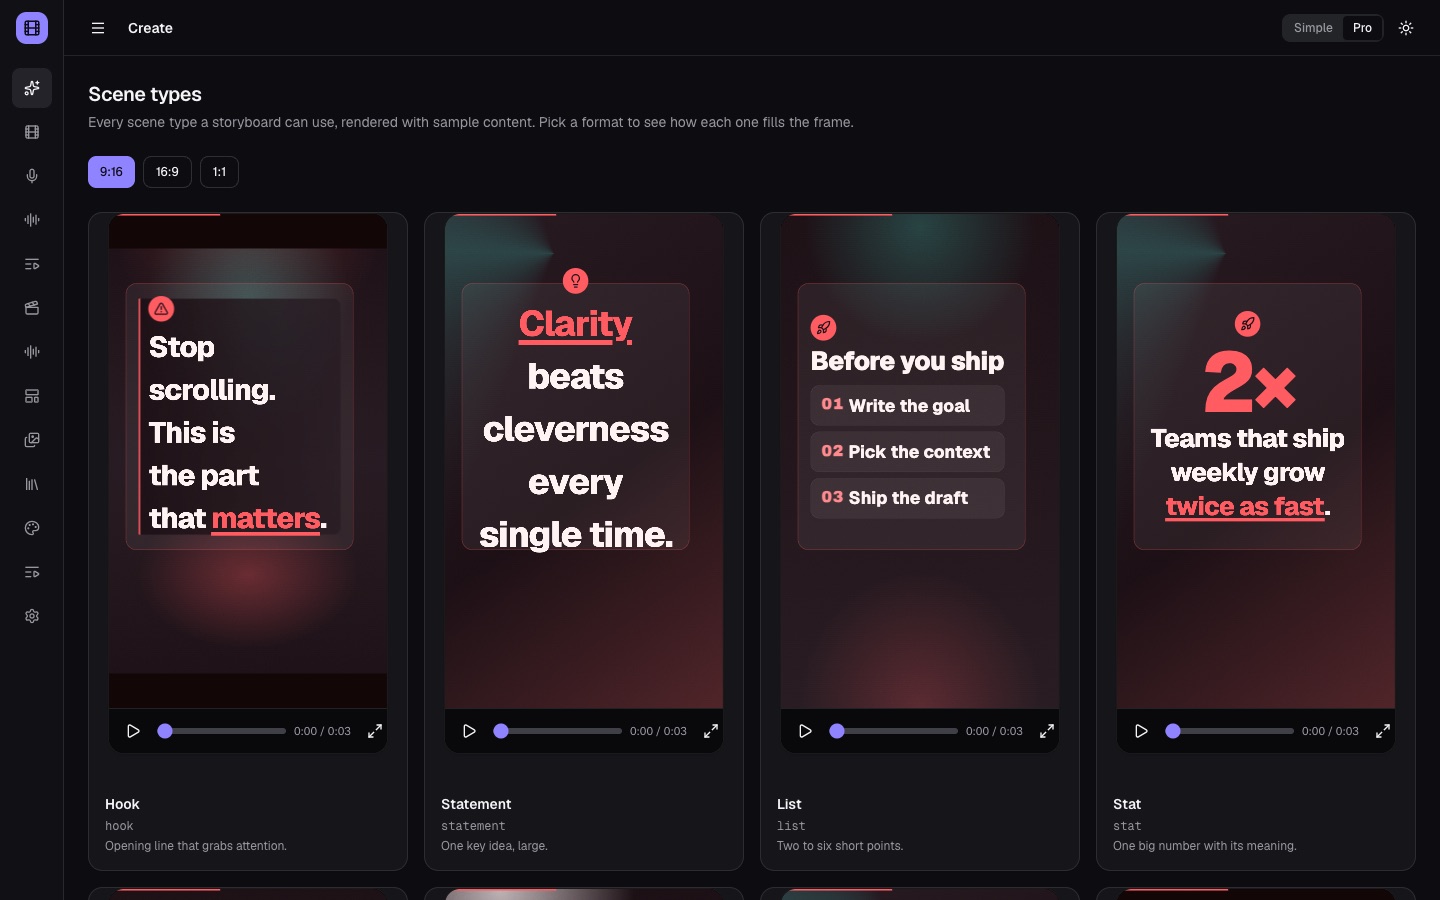 Create
Simple
Pro
Scene types
Every scene type a storyboard can use, rendered with sample content. Pick a format to see how each one fills the frame.
9:16
16:9
1:1
Stop
scrolling.
This is
the part
that matters.
0:00 / 0:03
Hook
hook
Opening line that grabs attention.
Clarity
beats
cleverness
every
single time.
0:00 / 0:03
Statement
statement
One key idea, large.
Before you ship
01 Write the goal
02 Pick the context
03 Ship the draft
0:00 / 0:03
List
list
Two to six short points.
2×
Teams that ship
weekly grow
twice as fast.
0:00 / 0:03
Stat
stat
One big number with its meaning.